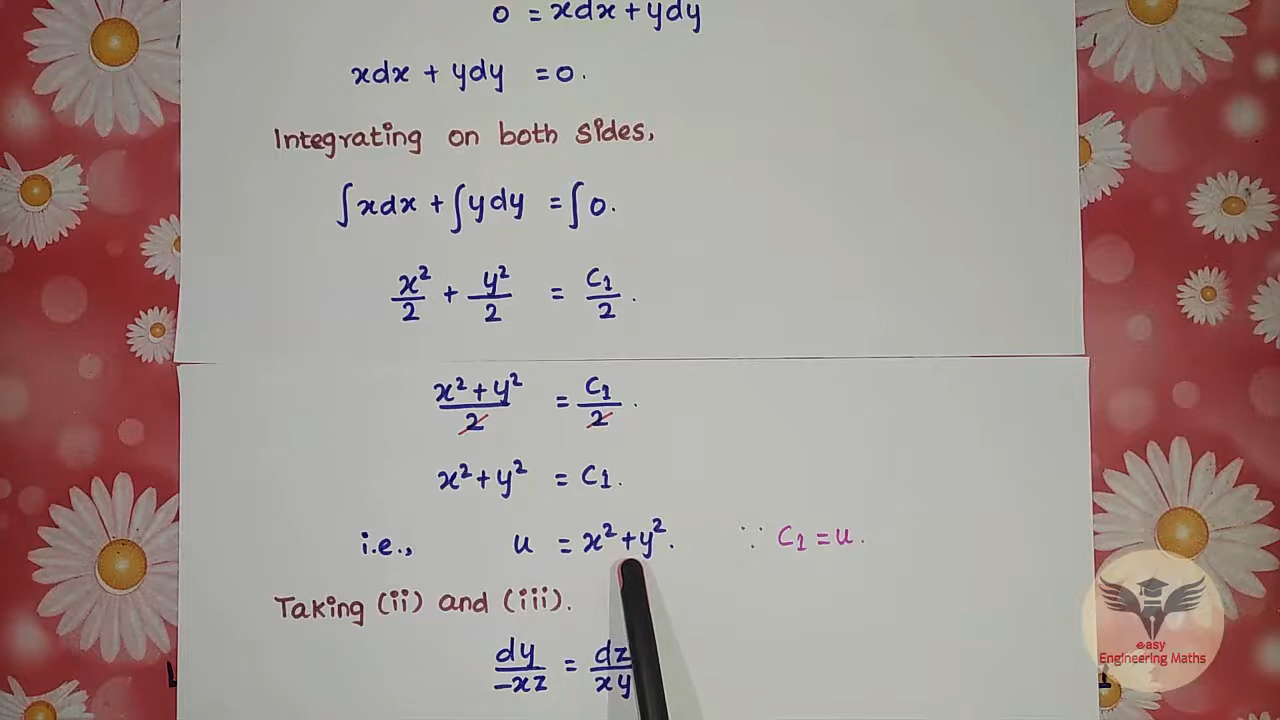 0 = xdx + ydy
xdx + ydy = 0.
Integrating on both sides,
∫xdx + ∫ydy = ∫0.
x²/2 + y²/2 = C₁/2.
(x² + y²)/2 = C₁/2.
x² + y² = C₁.
i.e., u = x² + y². ∵ C₁ = u.
Taking (ii) and (iii).
dy/-xz = dz/xy
easy
Engineering Maths